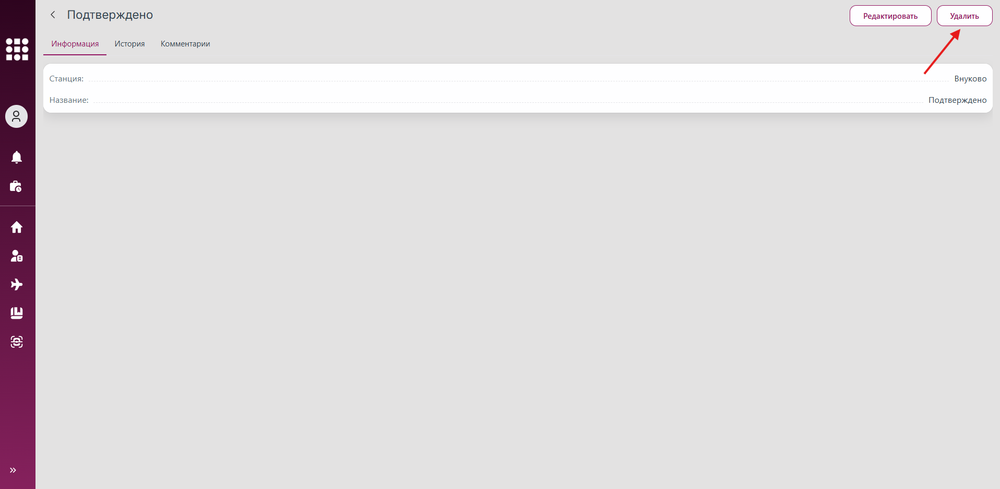 Подтверждено
Редактировать
Удалить
Информация
История
Комментарии
Станция:
Внуково
Название:
Подтверждено